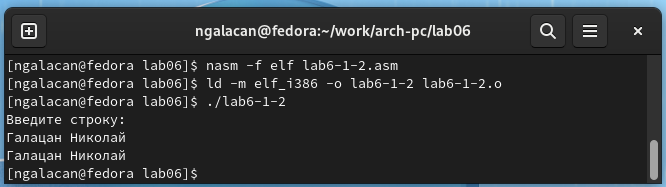 ngalacan@fedora:~/work/arch-pc/lab06
[ngalacan@fedora lab06]$ nasm -f elf lab6-1-2.asm
[ngalacan@fedora lab06]$ ld -m elf_i386 -o lab6-1-2 lab6-1-2.o
[ngalacan@fedora lab06]$ ./lab6-1-2
Введите строку:
Галацан Николай
Галацан Николай
[ngalacan@fedora lab06]$